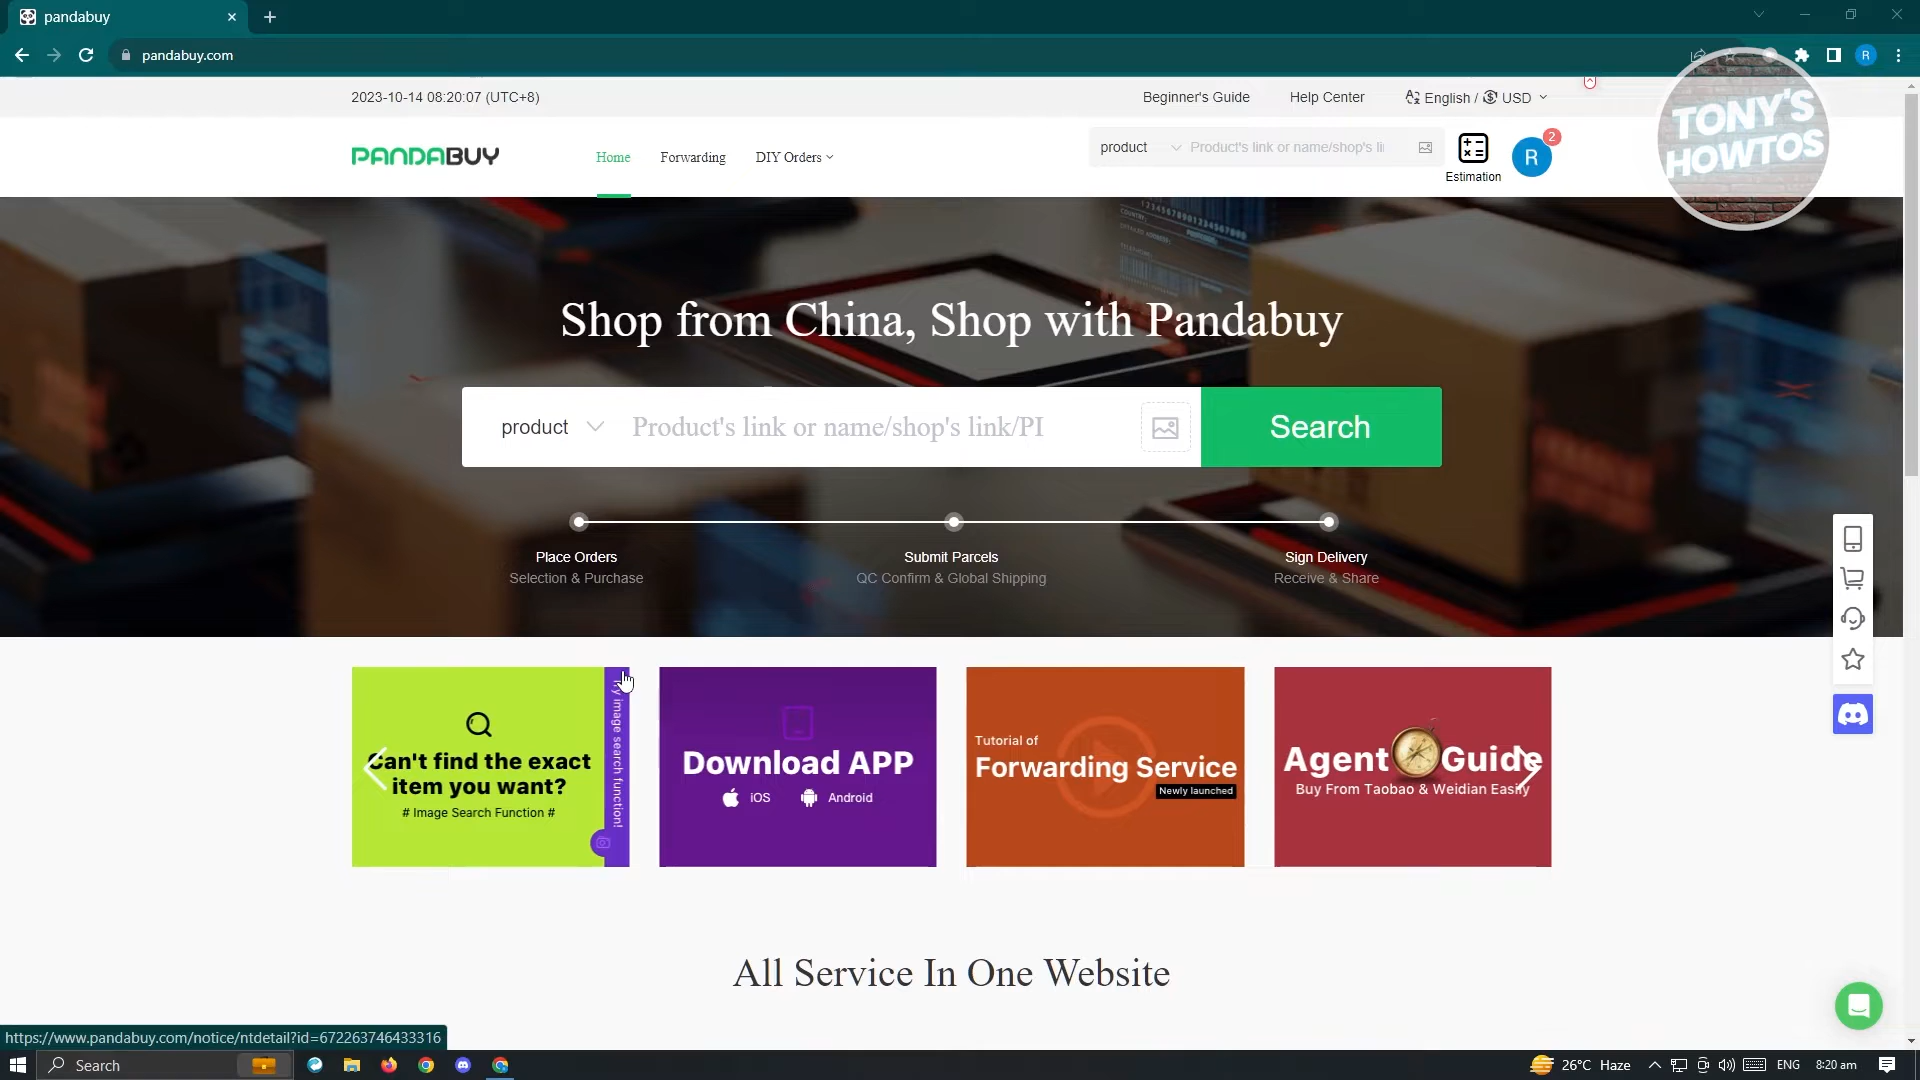 pandabuy
pandabuy.com
2023-10-14 08:20:07 (UTC+8)
Beginner's Guide
Help Center
English / USD
TONY'S
HOWTOS
PANDABUY
Home
Forwarding
DIY Orders
product
Product's link or name/shop's li
Estimation
R
2
Shop from China, Shop with Pandabuy
product
Product's link or name/shop's link/PI
Search
Place Orders
Selection & Purchase
Submit Parcels
QC Confirm & Global Shipping
Sign Delivery
Receive & Share
Can't find the exact
item you want?
# Image Search Function #
Try image search function!
Download APP
iOS
Android
Tutorial of
Forwarding Service
Newly launched
Agent Guide
Buy From Taobao & Weidian Easily
All Service In One Website
https://www.pandabuy.com/notice/ntdetail?id=672263746433316
Search
26°C Haze
ENG
8:20 am